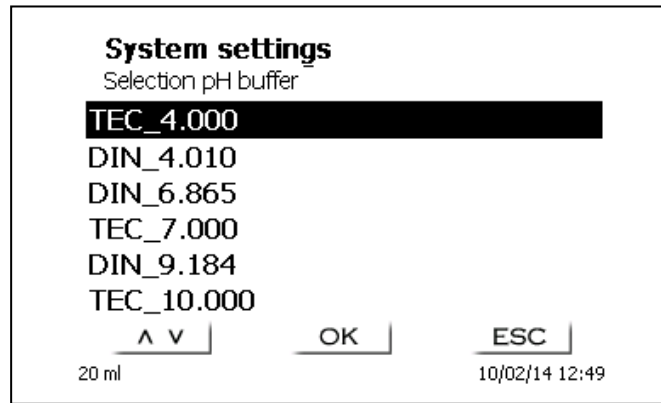 System settings
Selection pH buffer
TEC_4.000
DIN_4.010
DIN_6.865
TEC_7.000
DIN_9.184
TEC_10.000
∧ ∨ OK ESC
20 ml 10/02/14 12:49